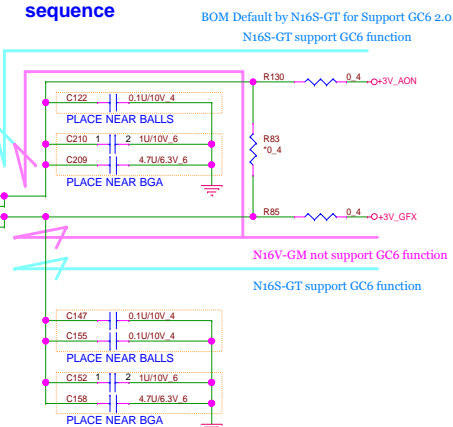 sequence
BOM Default by N16S-GT for Support GC6 2.0
N16S-GT support GC6 function
R130 0_4 +3V_AON
C122 0.1U/10V_4
PLACE NEAR BALLS
C210 1 2 1U/10V_6
R83
*0_4
C209 4.7U/6.3V_6
PLACE NEAR BGA
R85 0_4 +3V_GFX
N16V-GM not support GC6 function
N16S-GT support GC6 function
C147 0.1U/10V_4
C155 0.1U/10V_4
PLACE NEAR BALLS
C152 1 2 1U/10V_6
C158 4.7U/6.3V_6
PLACE NEAR BGA